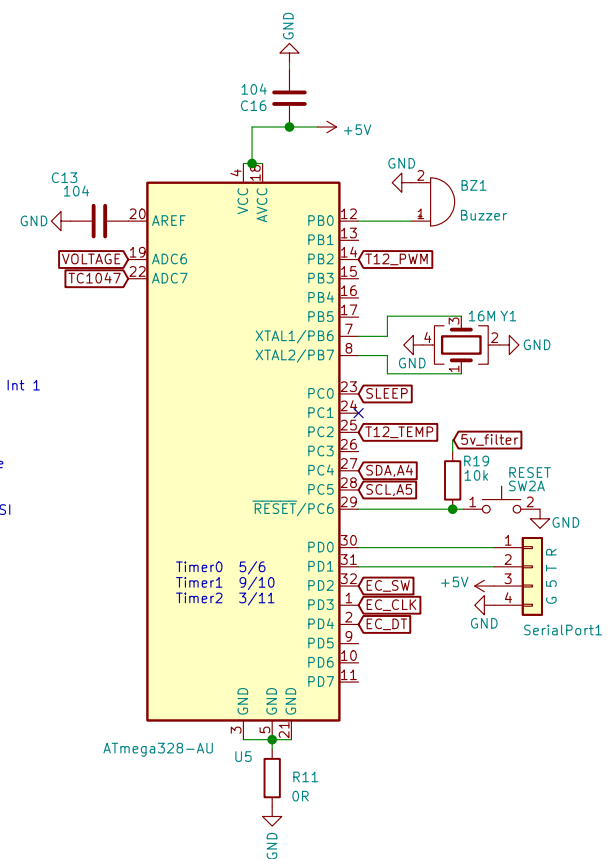 GND
104
C16
+5V
4
18
VCC
AVCC
C13
104
GND
20
AREF
VOLTAGE
19
ADC6
TC1047
22
ADC7
PB0
12
PB1
13
PB2
14
T12_PWM
PB3
15
PB4
16
PB5
17
XTAL1/PB6
7
XTAL2/PB7
8
GND
2
1
BZ1
Buzzer
16M Y1
3
4
2
GND
GND
1
Int 1
PC0
23
SLEEP
PC1
24
PC2
25
T12_TEMP
PC3
26
PC4
27
SDA,A4
PC5
28
SCL,A5
RESET/PC6
29
5v_filter
R19
10k
RESET
SW2A
1
2
GND
e
SI
PD0
30
PD1
31
PD2
32
EC_SW
PD3
1
EC_CLK
PD4
2
EC_DT
PD5
9
PD6
10
PD7
11
1
2
+5V
3
4
GND
G 5 T R
SerialPort1
Timer0 5/6
Timer1 9/10
Timer2 3/11
GND
GND
GND
3
5
21
ATmega328-AU
U5
R11
0R
GND